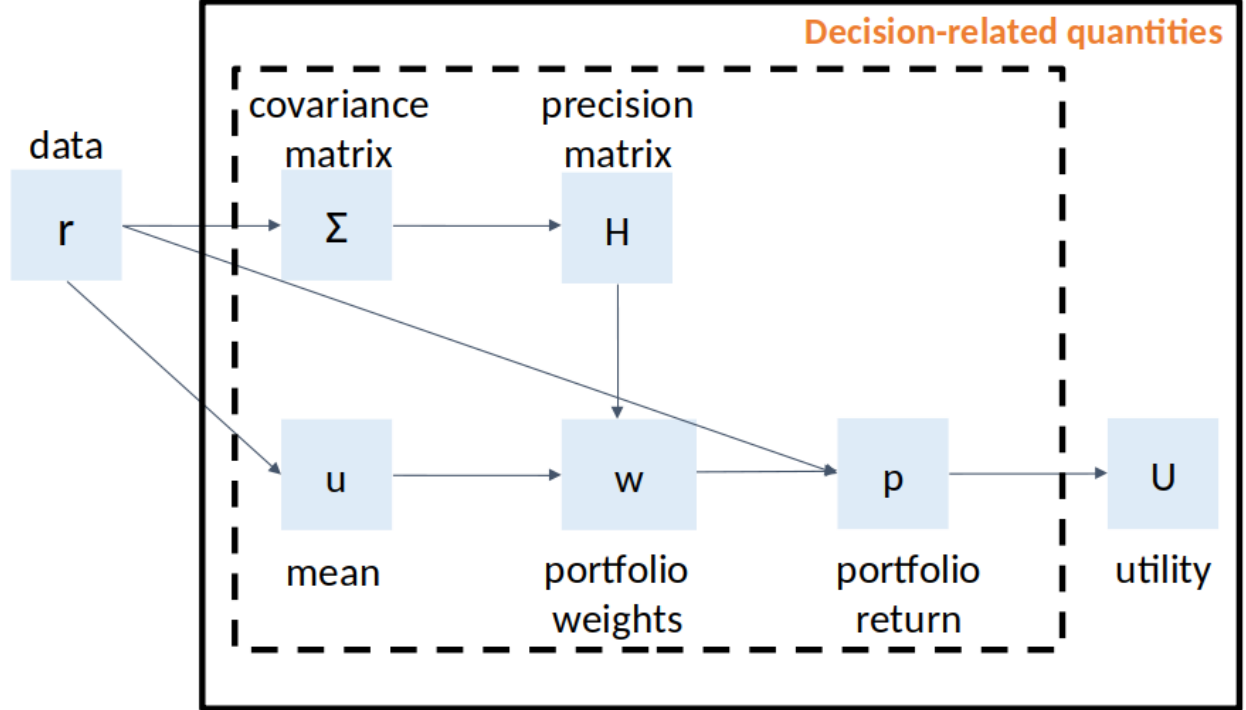 Decision-related quantities
covariance
matrix
precision
matrix
data
r
Σ
H
u
w
p
U
mean
portfolio
weights
portfolio
return
utility